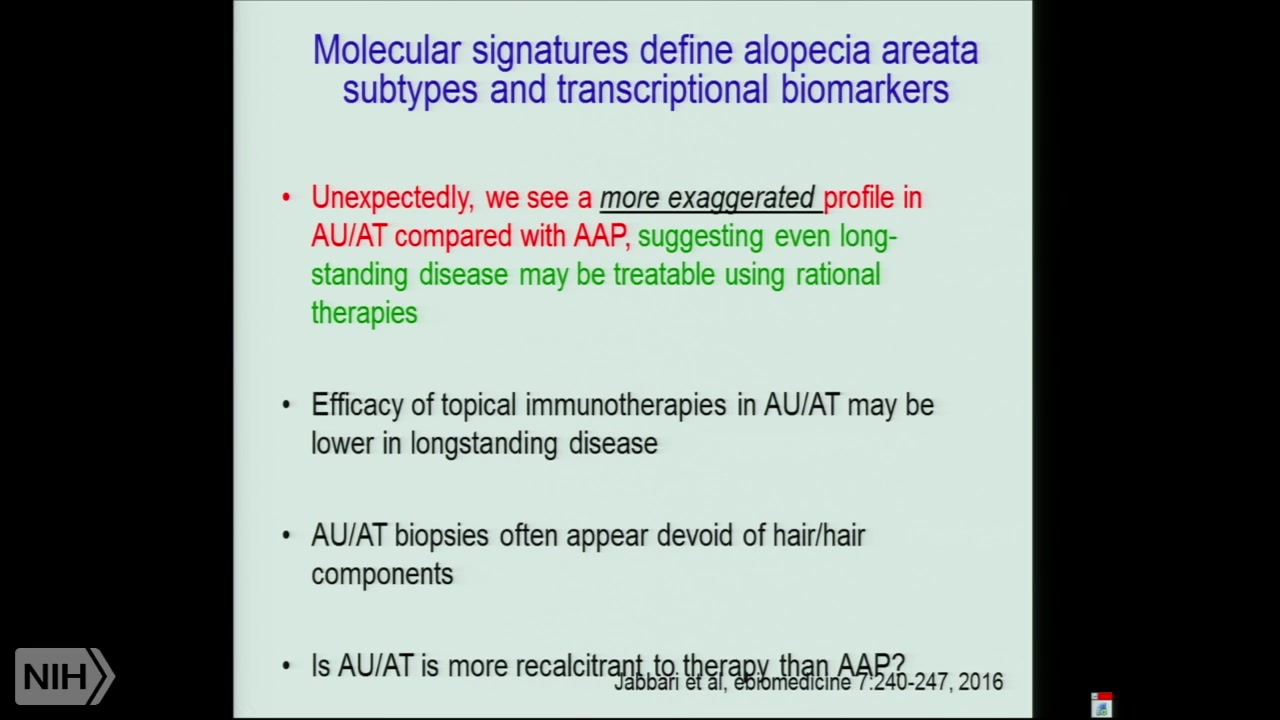 Molecular signatures define alopecia areata
subtypes and transcriptional biomarkers
• Unexpectedly, we see a more exaggerated profile in
AU/AT compared with AAP, suggesting even long-
standing disease may be treatable using rational
therapies
• Efficacy of topical immunotherapies in AU/AT may be
lower in longstanding disease
• AU/AT biopsies often appear devoid of hair/hair
components
• Is AU/AT is more recalcitrant to therapy than AAP?
Jabbari et al, ebiomedicine 7:240-247, 2016
NIH